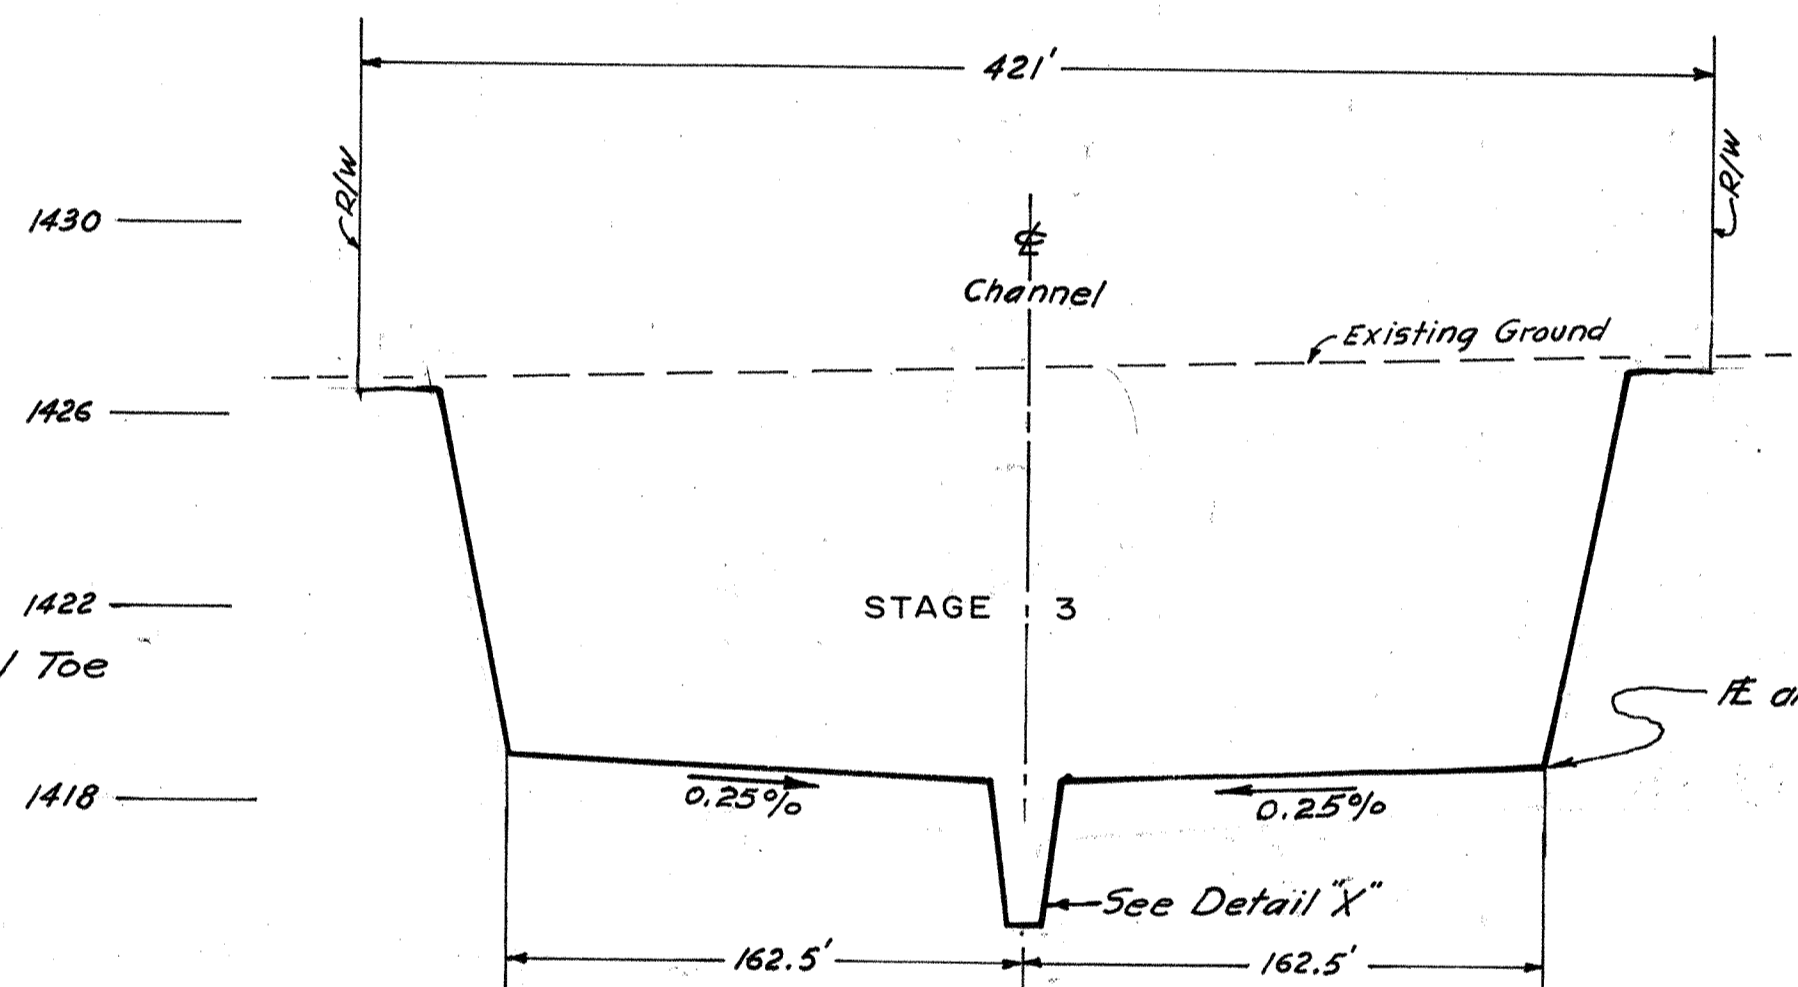 421'
R/W
R/W
1430
℄
Channel
Existing Ground
1426
STAGE 3
1422
Toe
1418
0.25%
0.25%
See Detail "X"
162.5'
162.5'